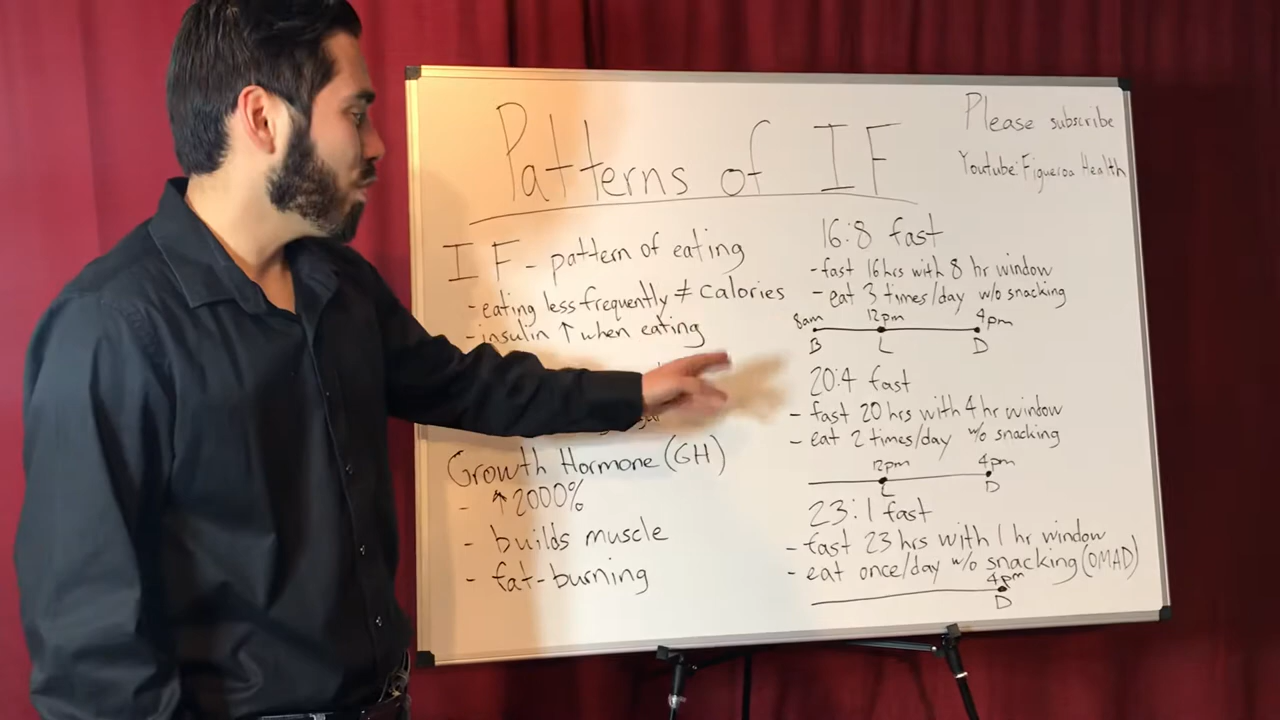 Patterns of IF
Please subscribe
Youtube: Figueroa Health
IF - pattern of eating
- eating less frequently ≠ calories
- insulin ↑ when eating
Growth Hormone (GH)
- ↑ 2000%
- builds muscle
- fat-burning
16:8 fast
- fast 16 hrs with 8 hr window
- eat 3 times/day w/o snacking
8am 12pm 4pm
B L D
20:4 fast
- fast 20 hrs with 4 hr window
- eat 2 times/day w/o snacking
12pm 4pm
L D
23:1 fast
- fast 23 hrs with 1 hr window
- eat once/day w/o snacking (OMAD)
4pm
D